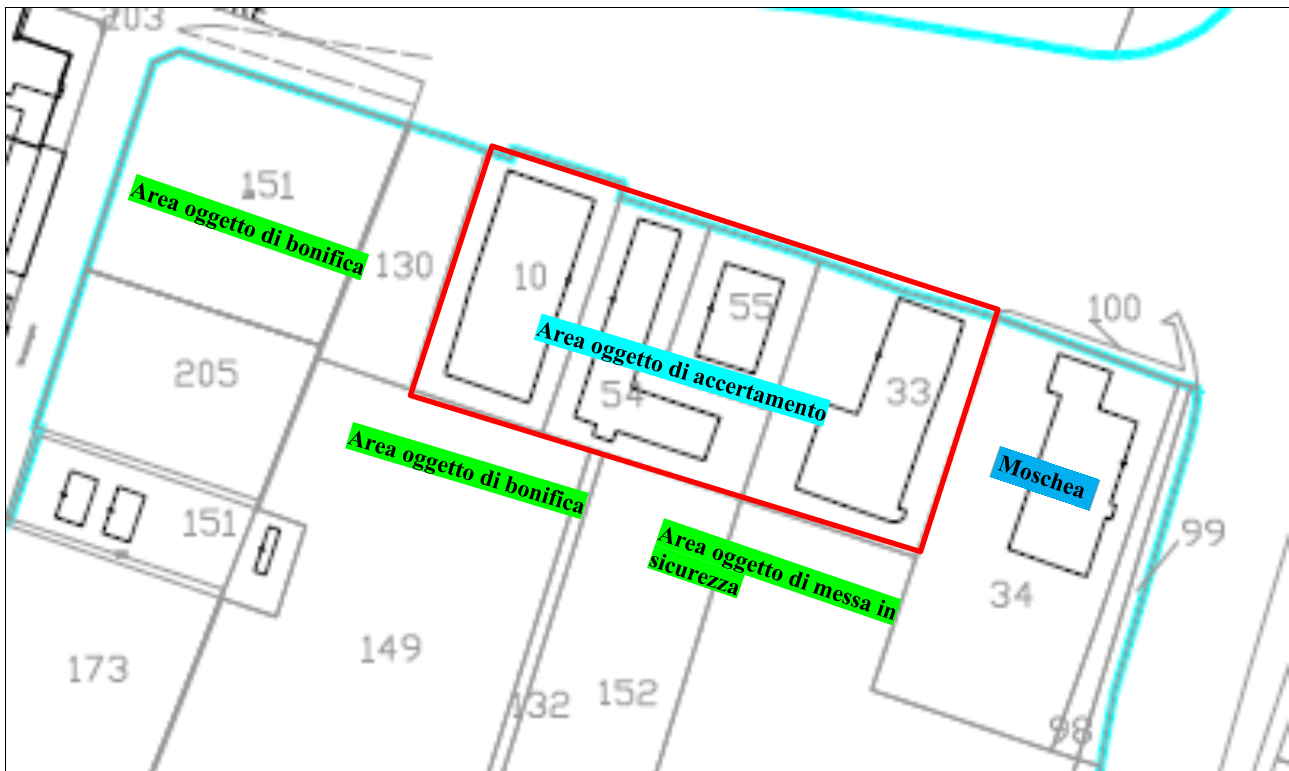 203
151
Area oggetto di bonifica
130
10
55
100
Area oggetto di accertamento
205
54
33
Area oggetto di bonifica
Moschea
151
99
Area oggetto di messa in
sicurezza
34
149
173
132
152
98